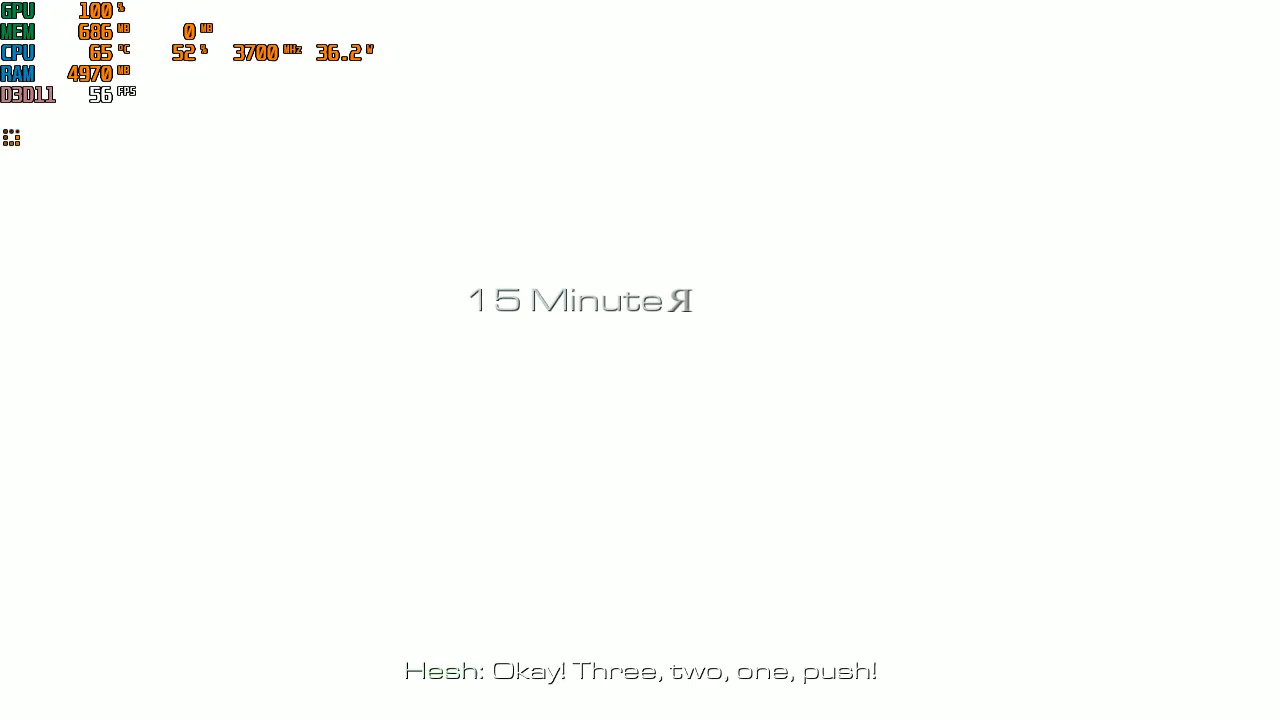 GPU 100 %
MEM 686 MB 0 MB
CPU 65 °C 52 % 3700 MHz 36.2 W
RAM 4970 MB
D3D11 56 FPS
15 MinuteЯ
Hesh: Okay! Three, two, one, push!